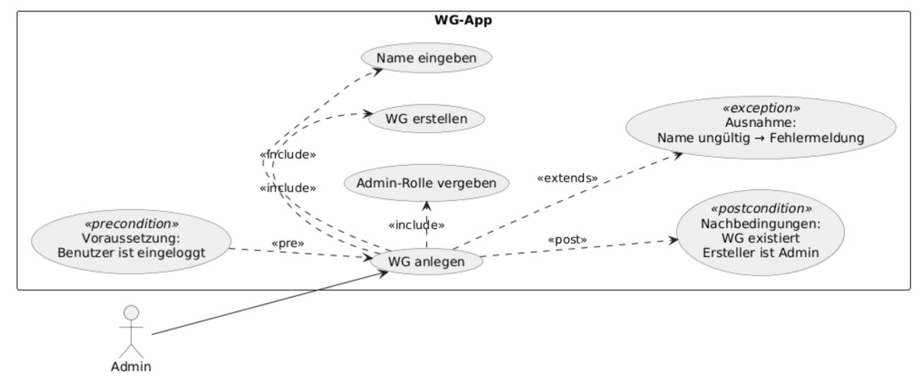 WG-App
Name eingeben
WG erstellen
«exception»
Ausnahme:
Name ungültig → Fehlermeldung
«include»
Admin-Rolle vergeben
«extends»
«include»
«include»
«precondition»
Voraussetzung:
Benutzer ist eingeloggt
«pre»
WG anlegen
«post»
«postcondition»
Nachbedingungen:
WG existiert
Ersteller ist Admin
Admin